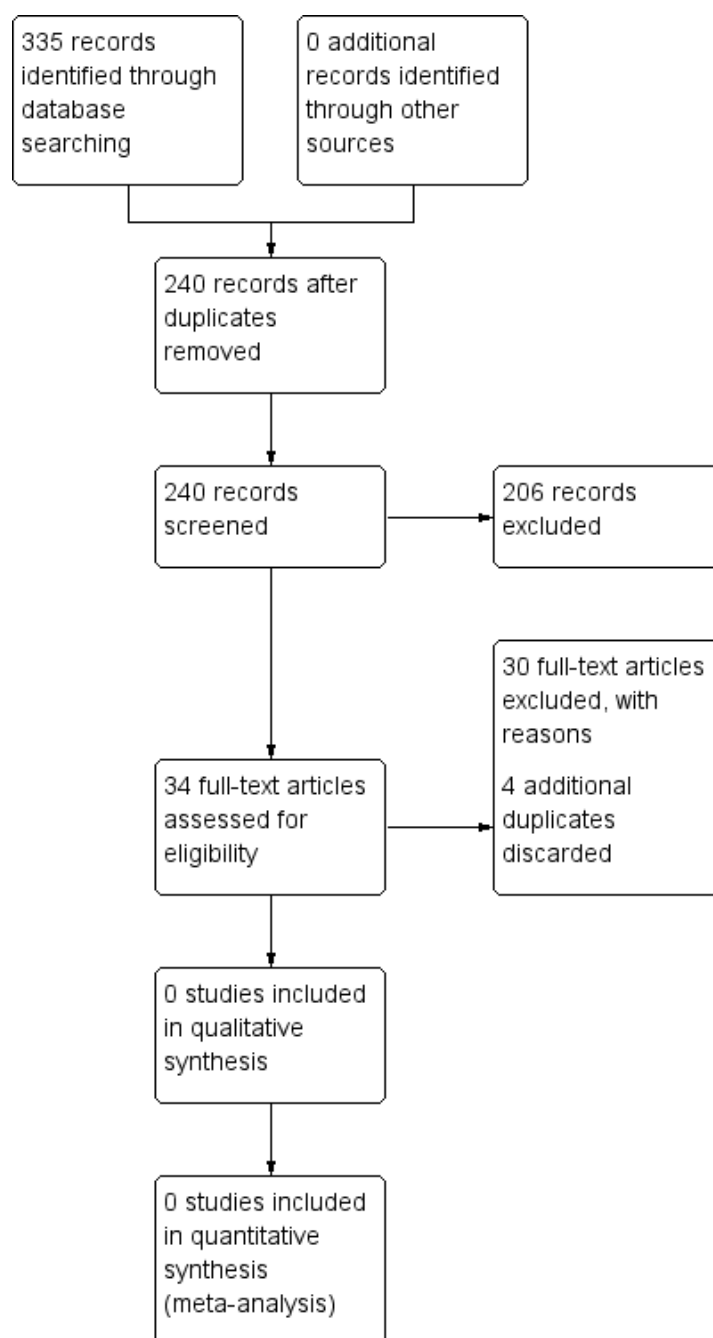 335 records
identified through
database
searching
0 additional
records identified
through other
sources
240 records after
duplicates
removed
240 records
screened
206 records
excluded
30 full-text articles
excluded, with
reasons
4 additional
duplicates
discarded
34 full-text articles
assessed for
eligibility
0 studies included
in qualitative
synthesis
0 studies included
in quantitative
synthesis
(meta-analysis)